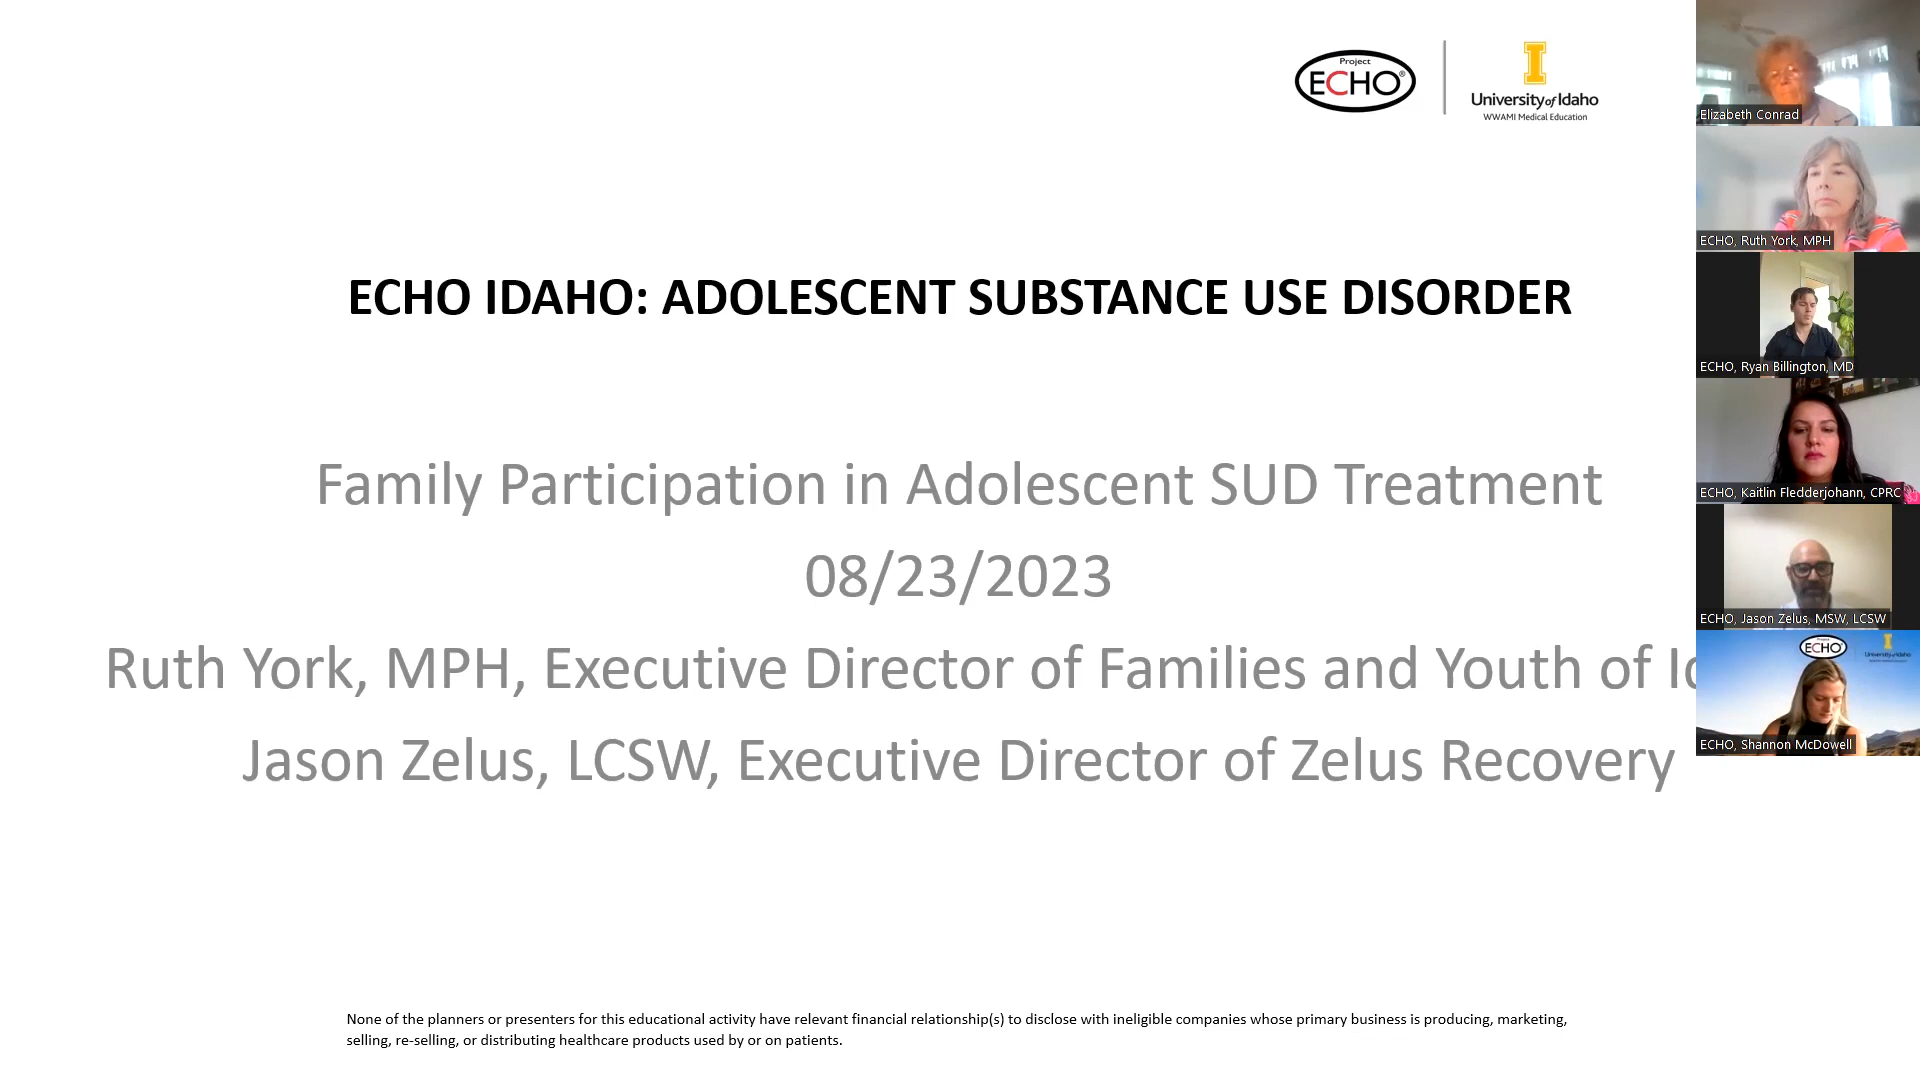 Project
ECHO®
University of Idaho
WWAMI Medical Education
ECHO IDAHO: ADOLESCENT SUBSTANCE USE DISORDER
Family Participation in Adolescent SUD Treatment
08/23/2023
Ruth York, MPH, Executive Director of Families and Youth of
Jason Zelus, LCSW, Executive Director of Zelus Recovery
None of the planners or presenters for this educational activity have relevant financial relationship(s) to disclose with ineligible companies whose primary business is producing, marketing,
selling, re-selling, or distributing healthcare products used by or on patients.
Elizabeth Conrad
ECHO, Ruth York, MPH
ECHO, Ryan Billington, MD
ECHO, Kaitlin Fledderjohann, CPRC
ECHO, Jason Zelus, MSW, LCSW
Project
ECHO
University of Idaho
ECHO, Shannon McDowell